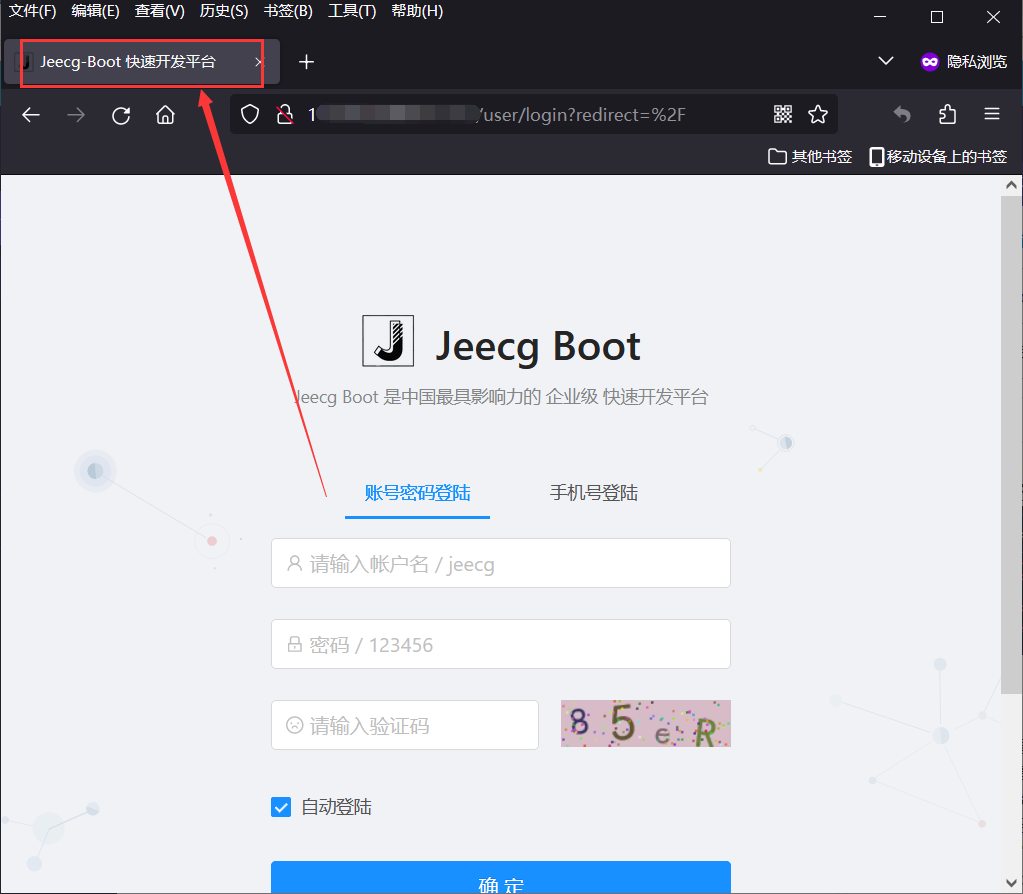 文件(F) 编辑(E) 查看(V) 历史(S) 书签(B) 工具(T) 帮助(H)
Jeecg-Boot 快速开发平台
隐私浏览
1 /user/login?redirect=%2F
其他书签 移动设备上的书签
Jeecg Boot
Jeecg Boot 是中国最具影响力的 企业级 快速开发平台
账号密码登陆 手机号登陆
请输入帐户名 / jeecg
密码 / 123456
请输入验证码 8 5 e R
自动登陆
确 定